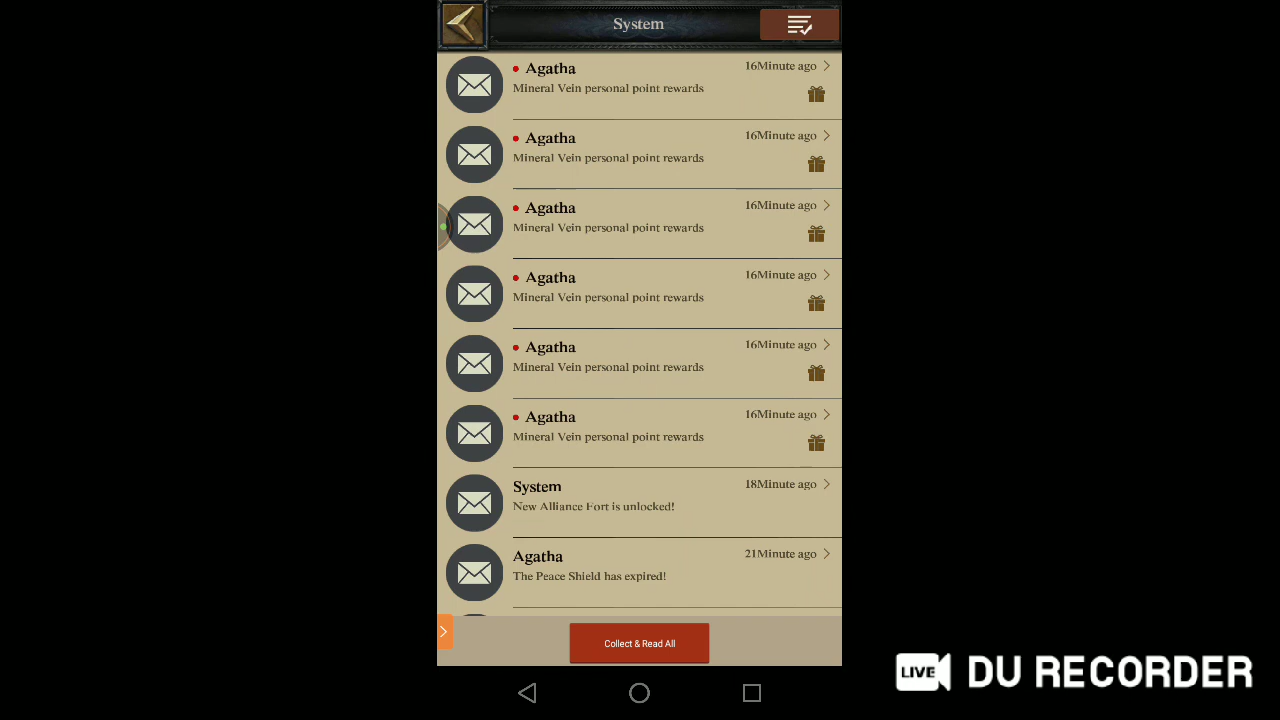 System
Agatha
16Minute ago
Mineral Vein personal point rewards
Agatha
16Minute ago
Mineral Vein personal point rewards
Agatha
16Minute ago
Mineral Vein personal point rewards
Agatha
16Minute ago
Mineral Vein personal point rewards
Agatha
16Minute ago
Mineral Vein personal point rewards
Agatha
16Minute ago
Mineral Vein personal point rewards
System
18Minute ago
New Alliance Fort is unlocked!
Agatha
21Minute ago
The Peace Shield has expired!
Collect & Read All
LIVE DU RECORDER